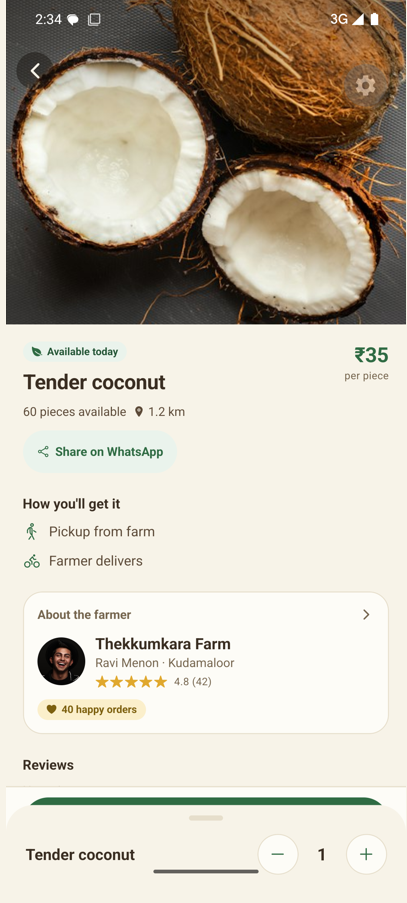 2:34
3G
Available today
₹35
Tender coconut
per piece
60 pieces available 1.2 km
Share on WhatsApp
How you'll get it
Pickup from farm
Farmer delivers
About the farmer
Thekkumkara Farm
Ravi Menon · Kudamaloor
4.8 (42)
40 happy orders
Reviews
Tender coconut
1